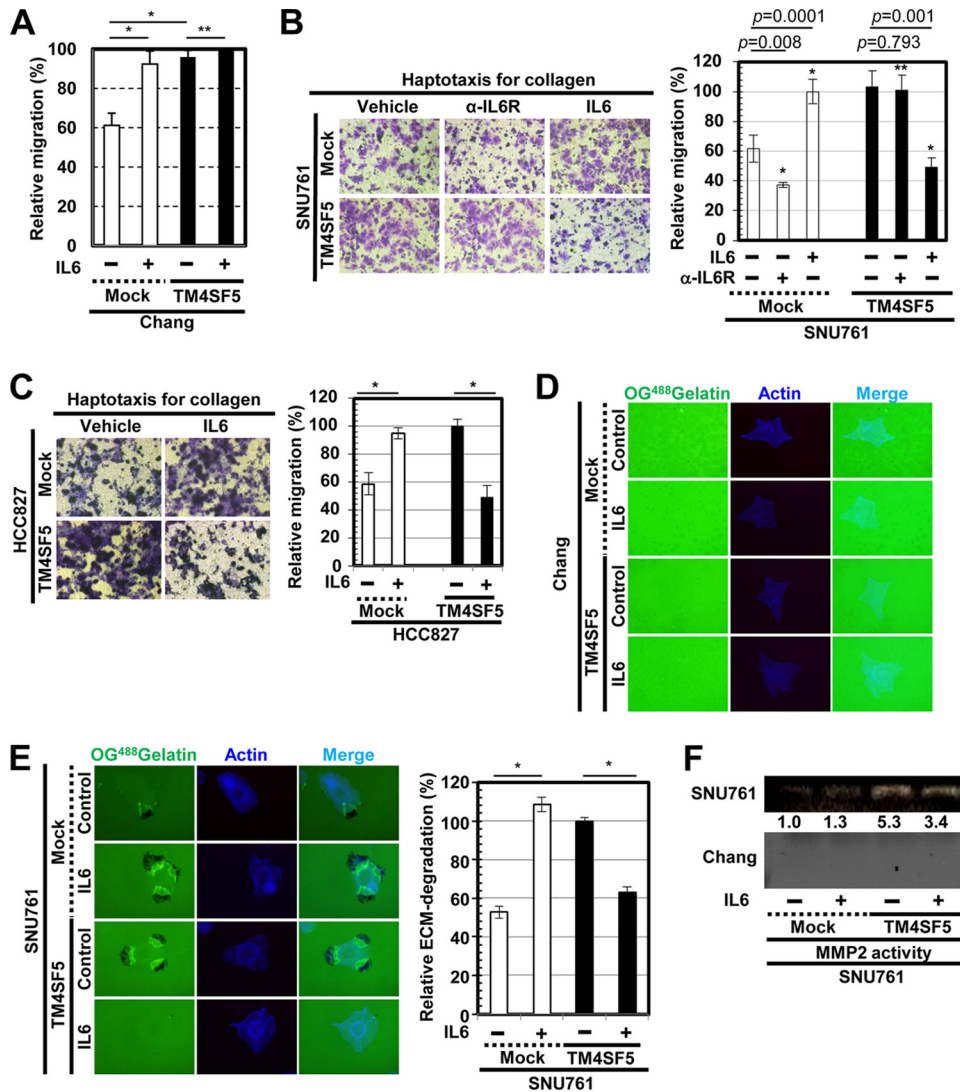 A
Relative migration (%)
* 
* **
100
80
60
40
20
0
IL6 − + − +
Mock TM4SF5
Chang
B
Haptotaxis for collagen
Vehicle α-IL6R IL6
SNU761
Mock
TM4SF5
p=0.0001 p=0.001
p=0.008 p=0.793
Relative migration (%)
120
100
80
60
40
20
0
* * ** *
− − + − − + IL6
− + − − + − α-IL6R
Mock TM4SF5
SNU761
C
Haptotaxis for collagen
Vehicle IL6
HCC827
Mock
TM4SF5
Relative migration (%)
* *
120
100
80
60
40
60
0
IL6 − + − +
Mock TM4SF5
HCC827
D
OG488Gelatin Actin Merge
Chang
Mock
Control
IL6
TM4SF5
Control
IL6
E
OG488Gelatin Actin Merge
SNU761
Mock
Control
IL6
TM4SF5
Control
IL6
Relative ECM-degradation (%)
* *
120
100
80
60
40
60
0
IL6 − + − +
Mock TM4SF5
SNU761
F
SNU761
1.0 1.3 5.3 3.4
Chang
IL6 − + − +
Mock TM4SF5
MMP2 activity
SNU761